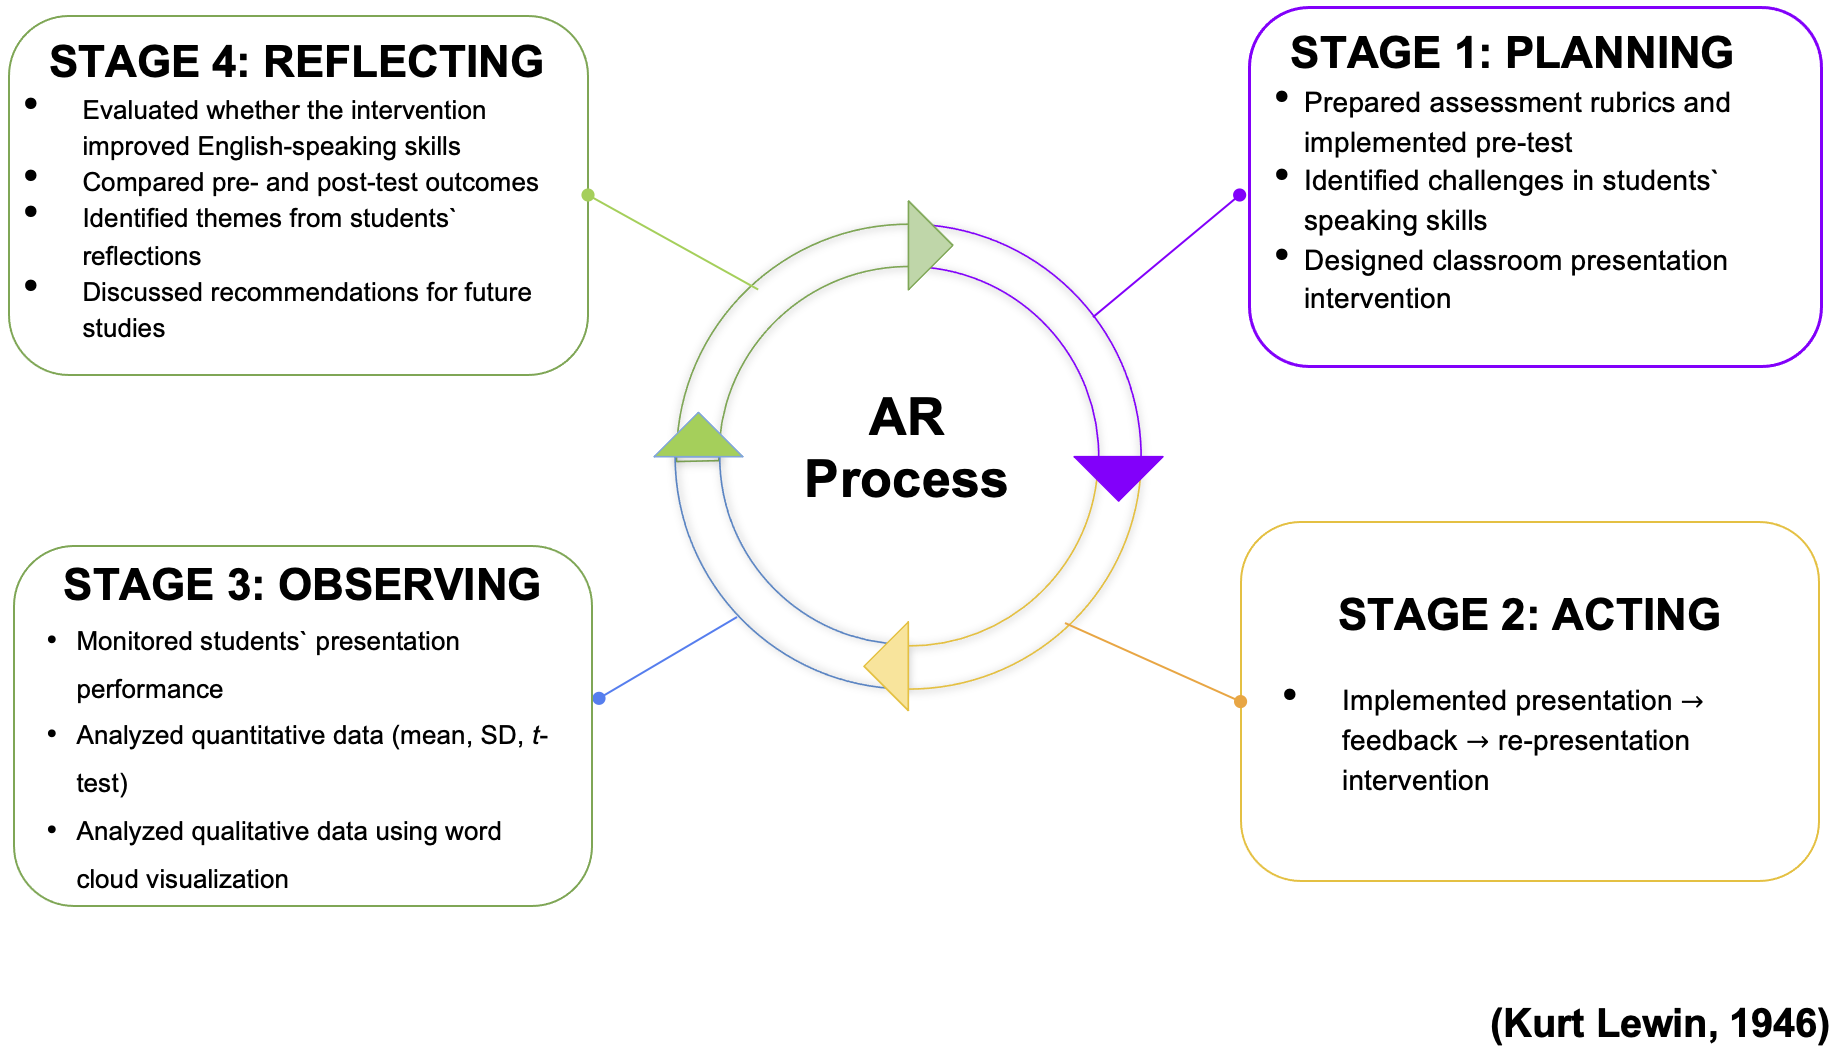 STAGE 4: REFLECTING
• Evaluated whether the intervention
improved English-speaking skills
• Compared pre- and post-test outcomes
• Identified themes from students`
reflections
• Discussed recommendations for future
studies
STAGE 1: PLANNING
• Prepared assessment rubrics and
implemented pre-test
• Identified challenges in students`
speaking skills
• Designed classroom presentation
intervention
AR
Process
STAGE 3: OBSERVING
• Monitored students` presentation
performance
• Analyzed quantitative data (mean, SD, t-
test)
• Analyzed qualitative data using word
cloud visualization
STAGE 2: ACTING
• Implemented presentation →
feedback → re-presentation
intervention
(Kurt Lewin, 1946)